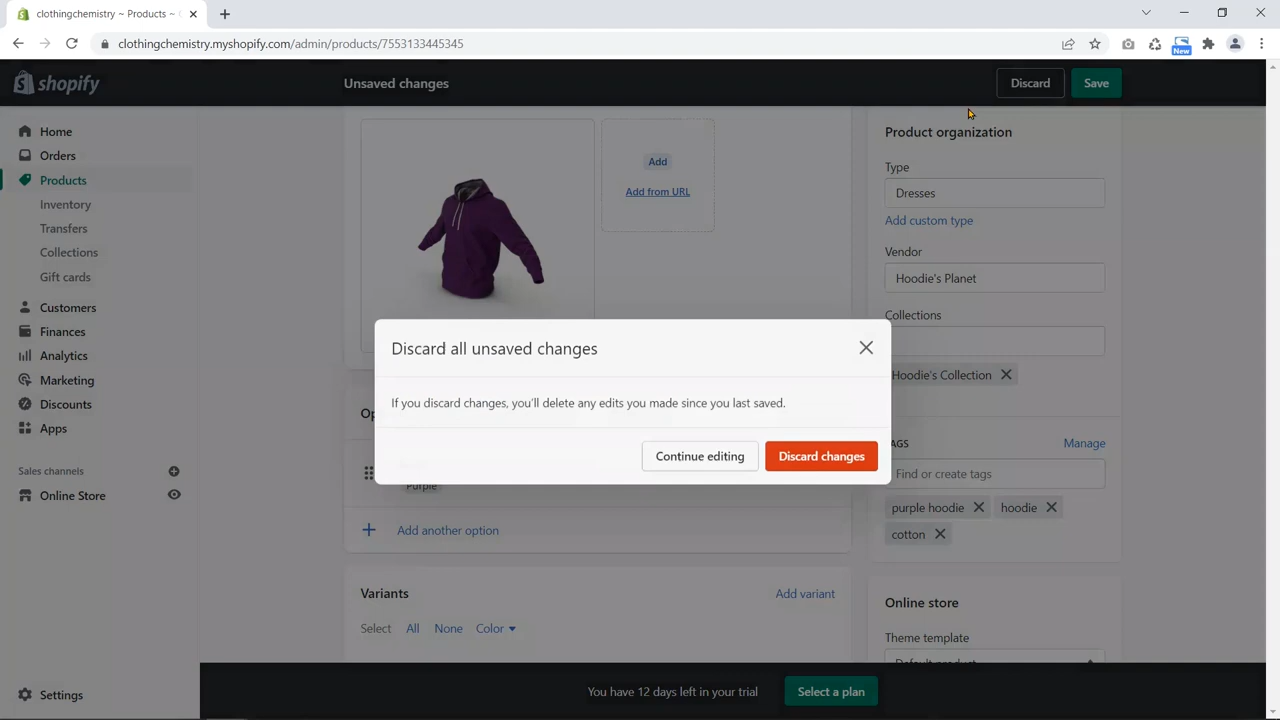 clothingchemistry ~ Products ~
clothingchemistry.myshopify.com/admin/products/7553133445345
New
shopify
Unsaved changes
Discard
Save
Home
Orders
Products
Inventory
Transfers
Collections
Gift cards
Customers
Finances
Analytics
Marketing
Discounts
Apps
Sales channels
Online Store
Settings
Add
Add from URL
Discard all unsaved changes
If you discard changes, you'll delete any edits you made since you last saved.
Continue editing
Discard changes
Purple
Add another option
Variants
Add variant
Select All None Color
Product organization
Type
Dresses
Add custom type
Vendor
Hoodie's Planet
Collections
Hoodie's Collection
Manage
Find or create tags
purple hoodie
hoodie
cotton
Online store
Theme template
Default product
You have 12 days left in your trial
Select a plan